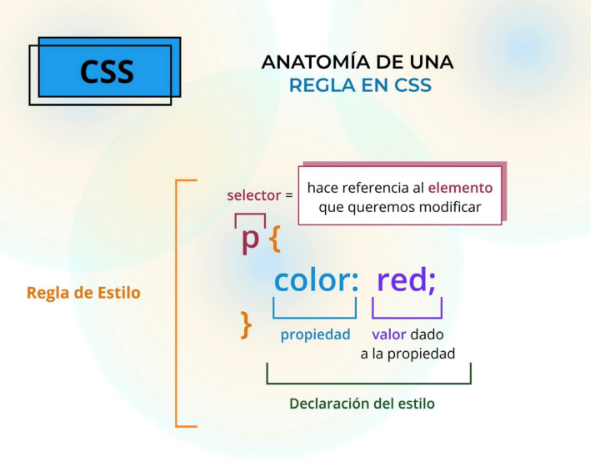 CSS
ANATOMÍA DE UNA
REGLA EN CSS
selector =
hace referencia al elemento
que queremos modificar
p {
Regla de Estilo
color: red;
}
propiedad
valor dado
a la propiedad
Declaración del estilo